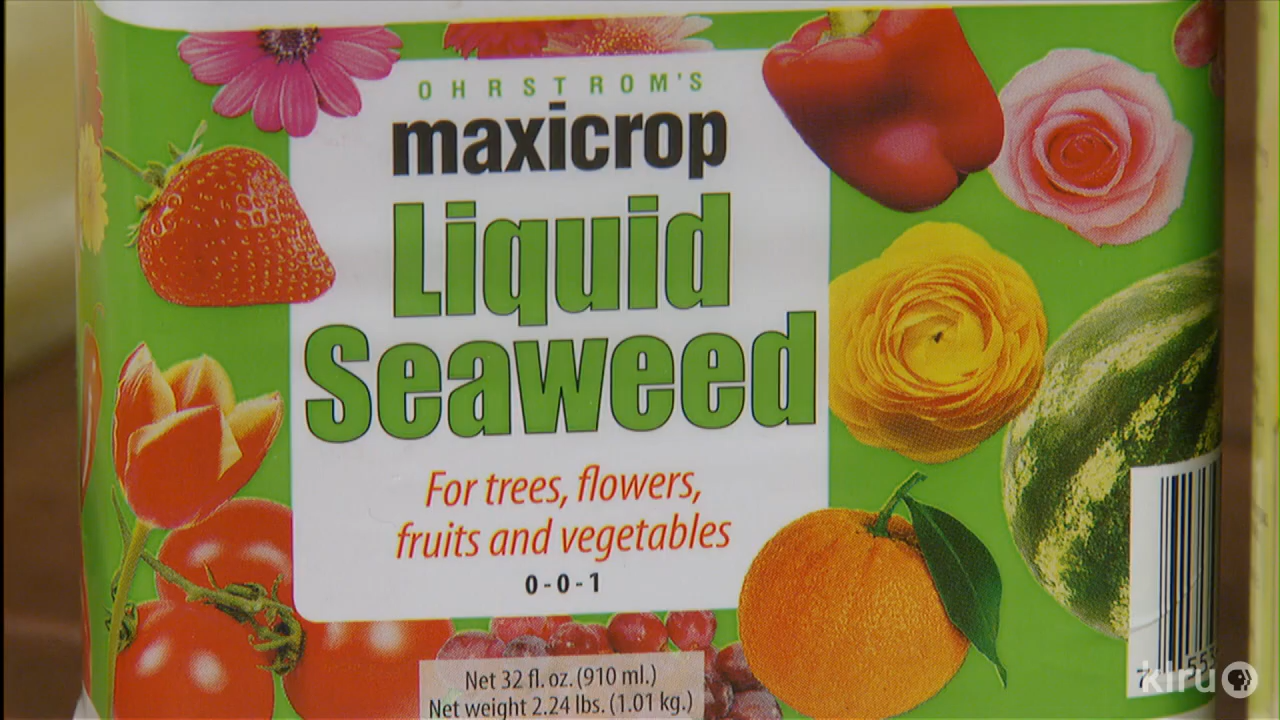 OHRSTROM'S
maxicrop
Liquid
Seaweed
For trees, flowers,
fruits and vegetables
0-0-1
Net 32 fl. oz. (910 ml.)
Net weight 2.24 lbs. (1.01 kg.)
klru